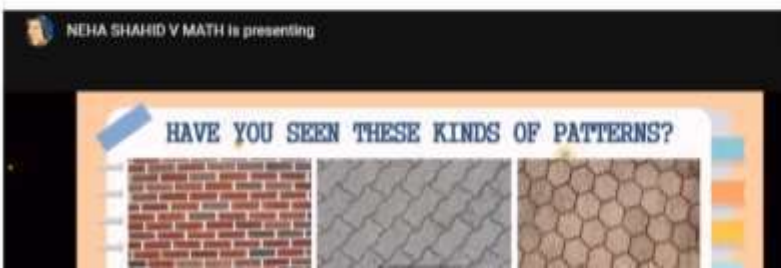 NEHA SHAHID V MATH is presenting
HAVE YOU SEEN THESE KINDS OF PATTERNS?